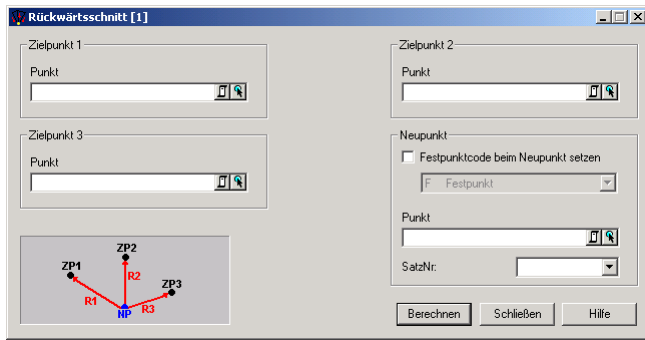 Rückwärtsschnitt [1]
Zielpunkt 1
Punkt
Zielpunkt 2
Punkt
Zielpunkt 3
Punkt
Neupunkt
Festpunktcode beim Neupunkt setzen
F Festpunkt
Punkt
SatzNr:
ZP2
ZP1
R2
ZP3
R1
R3
NP
Berechnen Schließen Hilfe